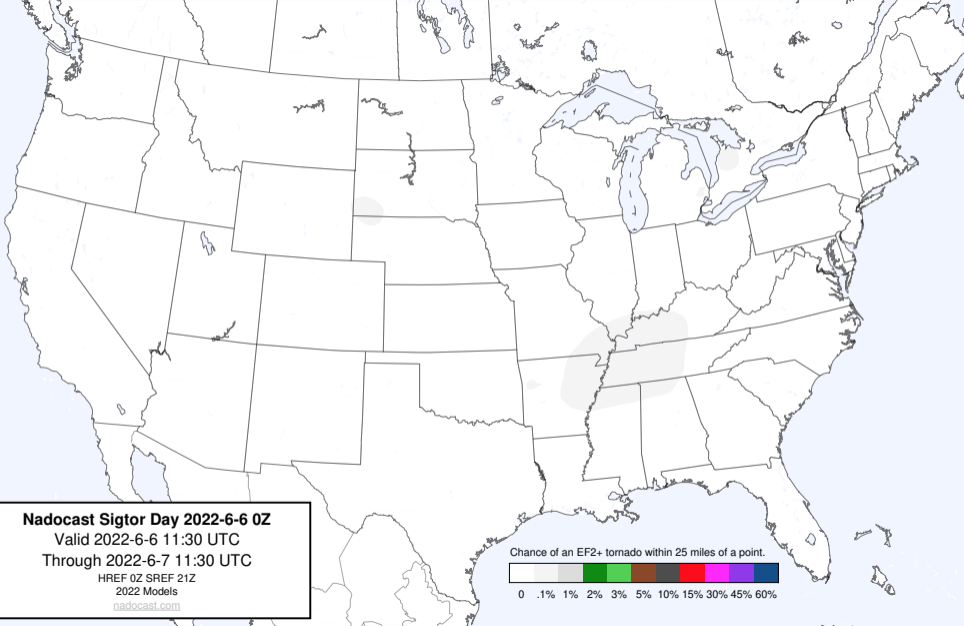 Nadocast Sigtor Day 2022-6-6 0Z
Valid 2022-6-6 11:30 UTC
Through 2022-6-7 11:30 UTC
HREF 0Z SREF 21Z
2022 Models
nadocast.com
Chance of an EF2+ tornado within 25 miles of a point.
0 .1% 1% 2% 3% 5% 10% 15% 30% 45% 60%